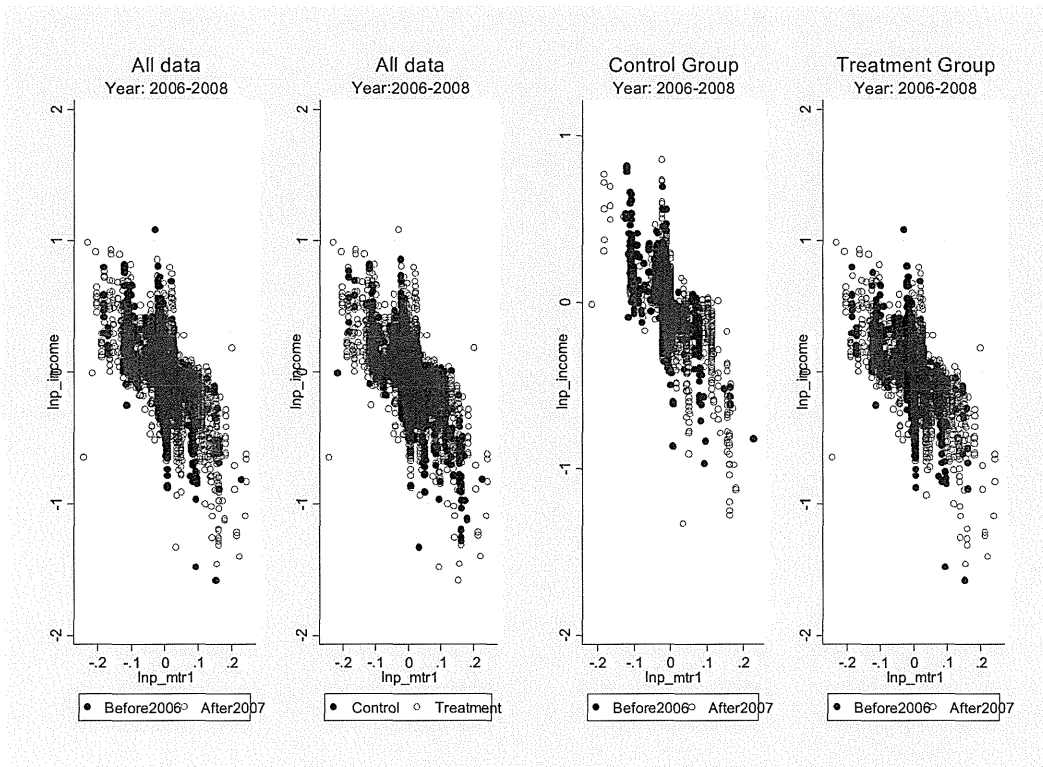 All data
Year: 2006-2008
2
1
0
-1
-2
lnp_income
-.2 -.1 0 .1 .2
lnp_mtr1
Before2006 After2007
All data
Year:2006-2008
2
1
0
-1
-2
lnp_income
-.2 -.1 0 .1 .2
lnp_mtr1
Control Treatment
Control Group
Year: 2006-2008
1
0
-1
-2
lnp_income
-.2 -.1 0 .1 .2
lnp_mtr1
Before2006 After2007
Treatment Group
Year: 2006-2008
2
1
0
-1
-2
lnp_income
-.2 -.1 0 .1 .2
lnp_mtr1
Before2006 After2007